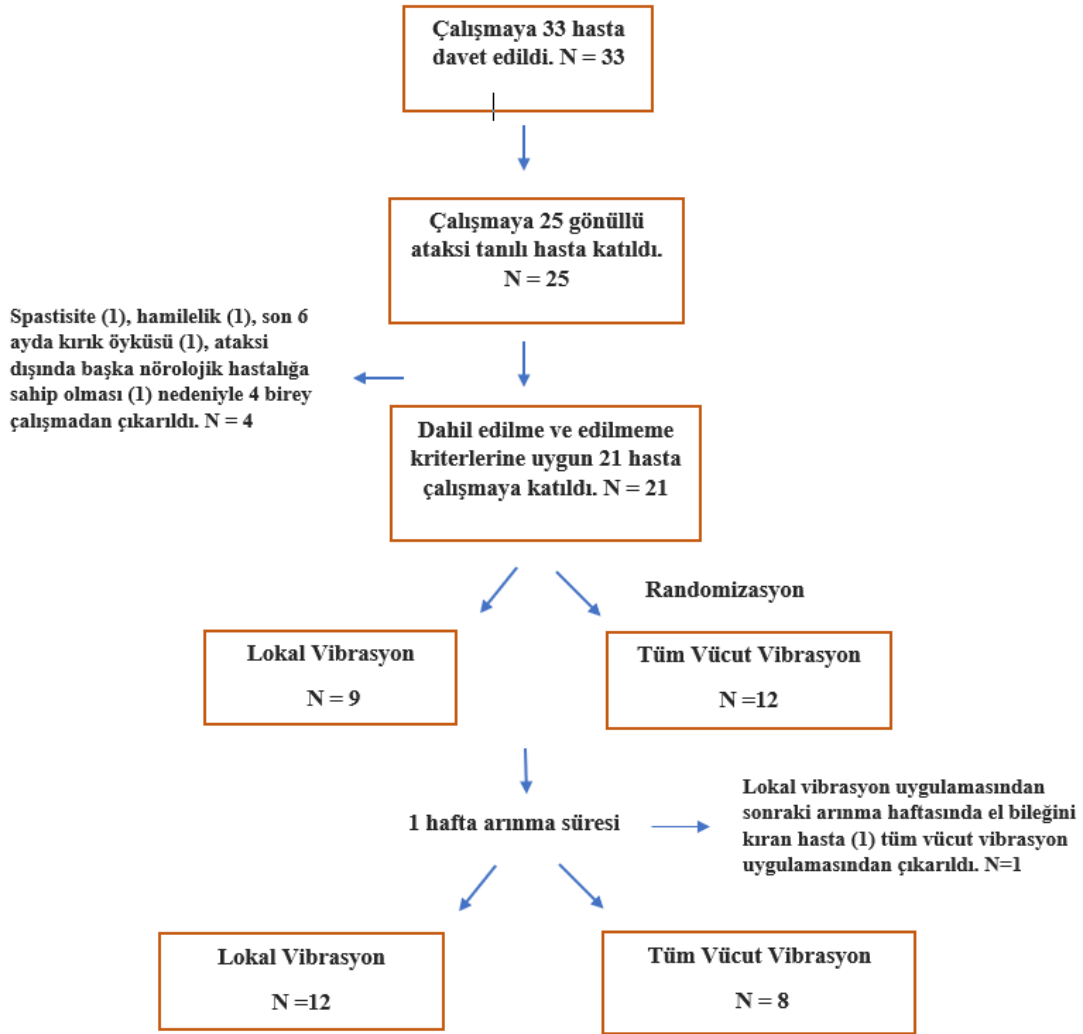 Çalışmaya 33 hasta
davet edildi. N = 33
Çalışmaya 25 gönüllü
ataksi tanılı hasta katıldı.
N = 25
Spastisite (1), hamilelik (1), son 6
ayda kırık öyküsü (1), ataksi
dışında başka nörolojik hastalığa
sahip olması (1) nedeniyle 4 birey
çalışmadan çıkarıldı. N = 4
Dahil edilme ve edilmeme
kriterlerine uygun 21 hasta
çalışmaya katıldı. N = 21
Randomizasyon
Lokal Vibrasyon
N = 9
Tüm Vücut Vibrasyon
N =12
1 hafta arınma süresi
Lokal vibrasyon uygulamasından
sonraki arınma haftasında el bileğini
kıran hasta (1) tüm vücut vibrasyon
uygulamasından çıkarıldı. N=1
Lokal Vibrasyon
N =12
Tüm Vücut Vibrasyon
N = 8